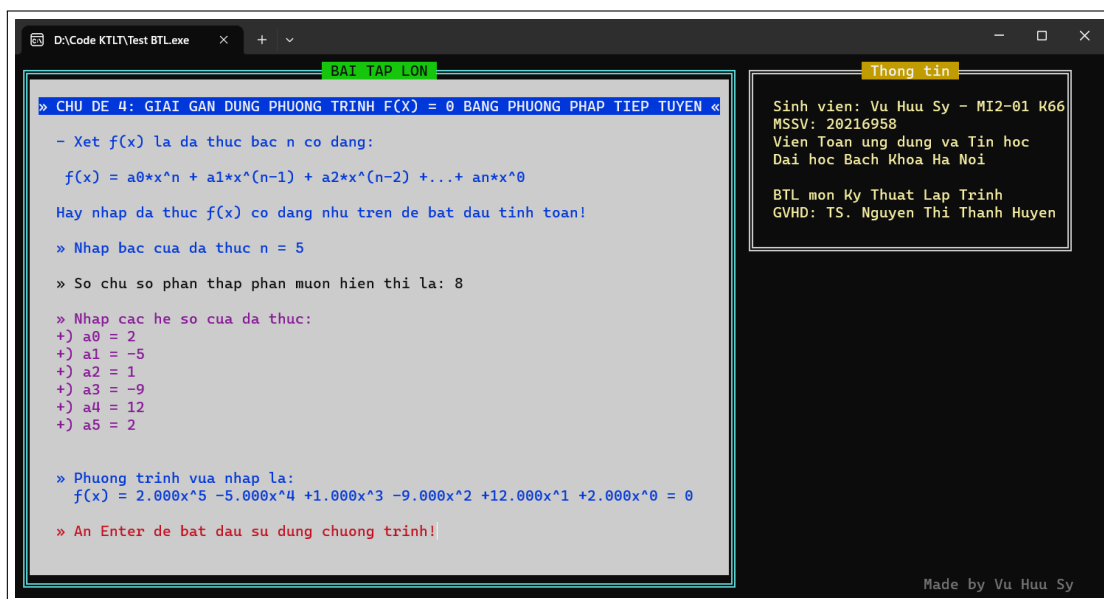 D:\Code KTLT\Test BTL.exe
BAI TAP LON
» CHU DE 4: GIAI GAN DUNG PHUONG TRINH F(X) = 0 BANG PHUONG PHAP TIEP TUYEN «
- Xet ƒ(x) la da thuc bac n co dang:
ƒ(x) = a0*x^n + a1*x^(n-1) + a2*x^(n-2) +...+ an*x^0
Hay nhap da thuc ƒ(x) co dang nhu tren de bat dau tinh toan!
» Nhap bac cua da thuc n = 5
» So chu so phan thap phan muon hien thi la: 8
» Nhap cac he so cua da thuc:
+) a0 = 2
+) a1 = -5
+) a2 = 1
+) a3 = -9
+) a4 = 12
+) a5 = 2
» Phuong trinh vua nhap la:
ƒ(x) = 2.000x^5 -5.000x^4 +1.000x^3 -9.000x^2 +12.000x^1 +2.000x^0 = 0
» An Enter de bat dau su dung chuong trinh!
Thong tin
Sinh vien: Vu Huu Sy - MI2-01 K66
MSSV: 20216958
Vien Toan ung dung va Tin hoc
Dai hoc Bach Khoa Ha Noi
BTL mon Ky Thuat Lap Trinh
GVHD: TS. Nguyen Thi Thanh Huyen
Made by Vu Huu Sy